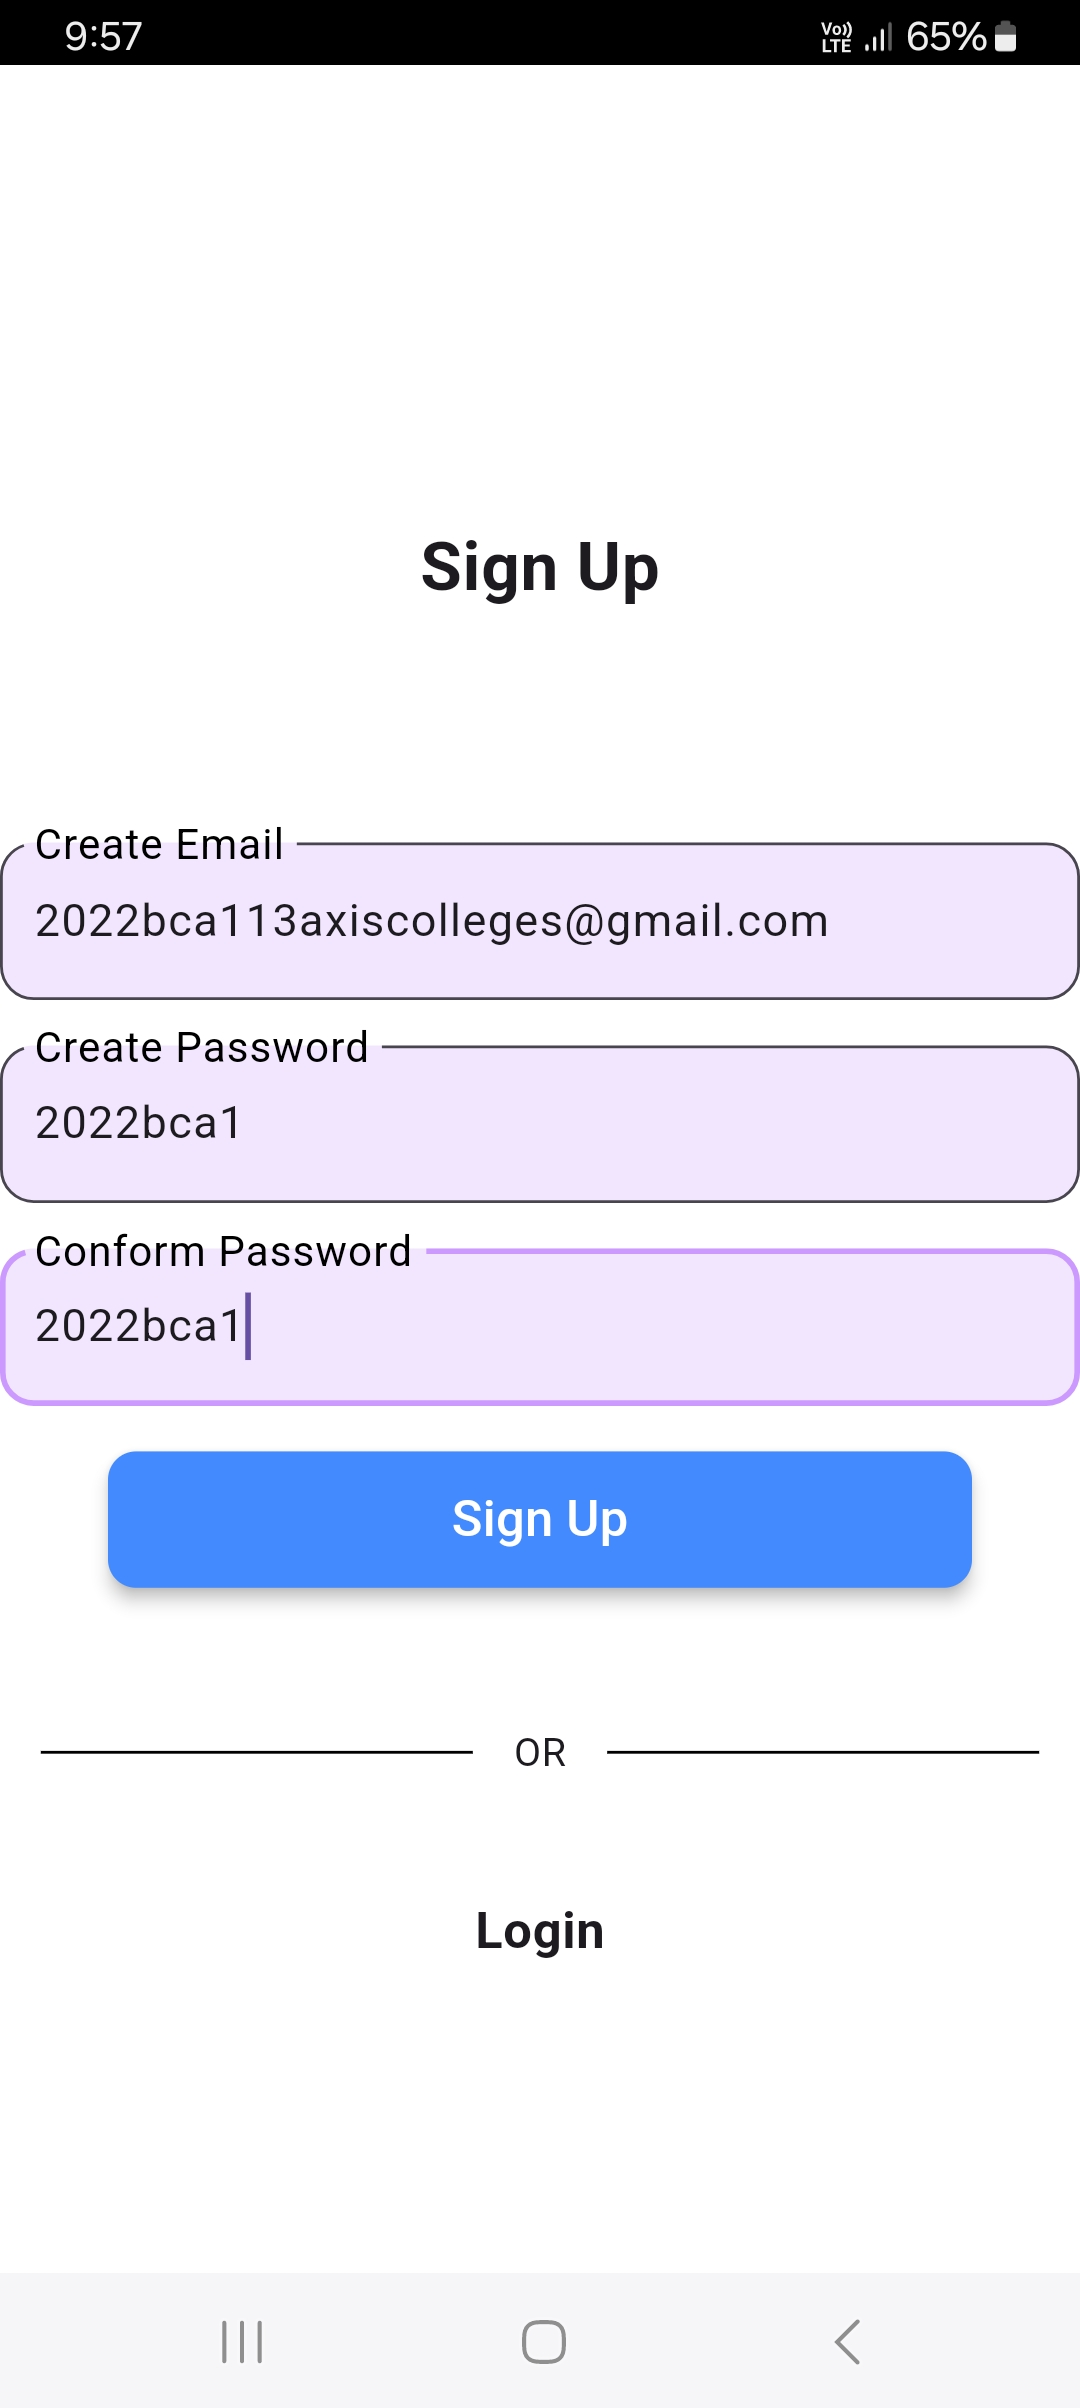 9:57 Vo)) LTE 65%
Sign Up
Create Email
2022bca113axiscolleges@gmail.com
Create Password
2022bca1
Conform Password
2022bca1
Sign Up
OR
Login